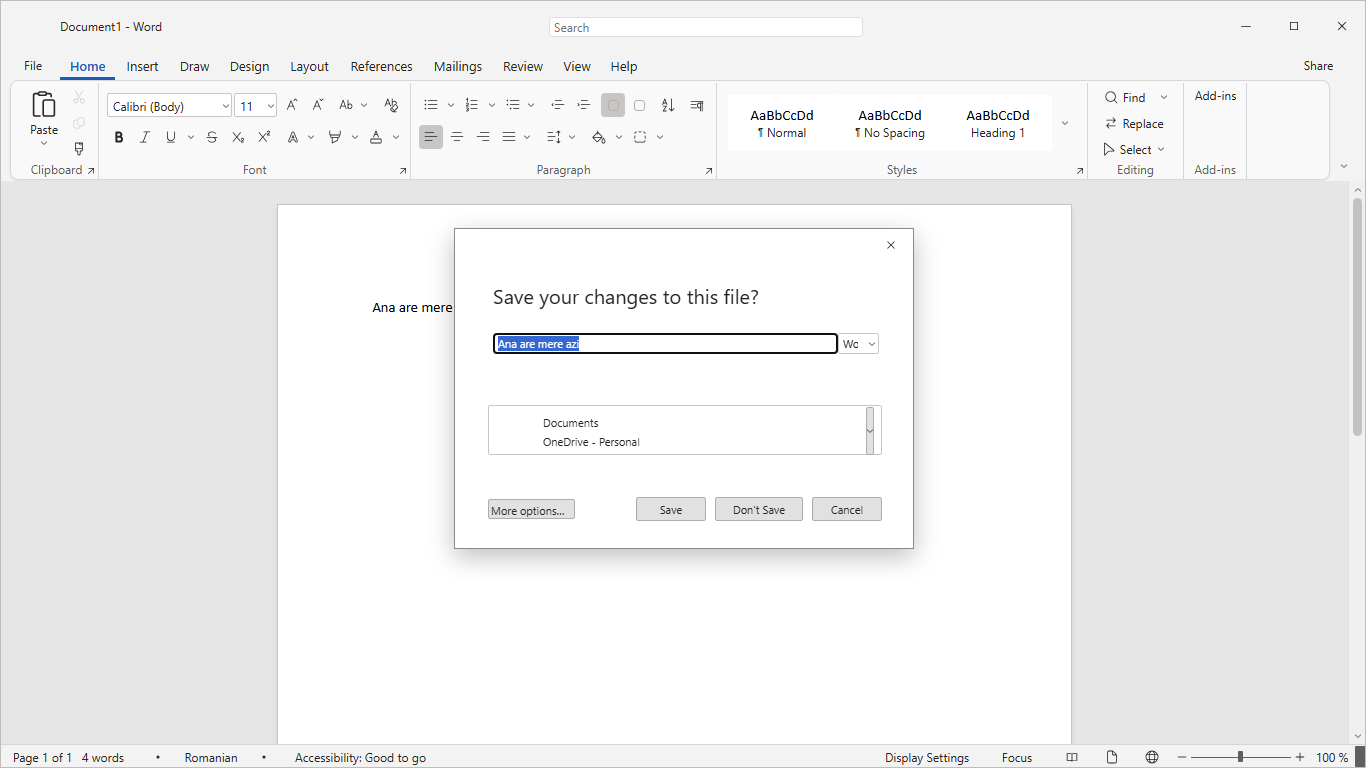 Document1 - Word
Search
File Home Insert Draw Design Layout References Mailings Review View Help Share
Paste
Clipboard
Calibri (Body) 11
Font
Paragraph
AaBbCcDd AaBbCcDd AaBbCcDd
¶ Normal ¶ No Spacing Heading 1
Styles
Find
Replace
Select
Editing
Add-ins
Add-ins
Ana are mere
Save your changes to this file?
Ana are mere azi Wo
Documents
OneDrive - Personal
More options... Save Don't Save Cancel
Page 1 of 1 4 words Romanian Accessibility: Good to go Display Settings Focus 100 %